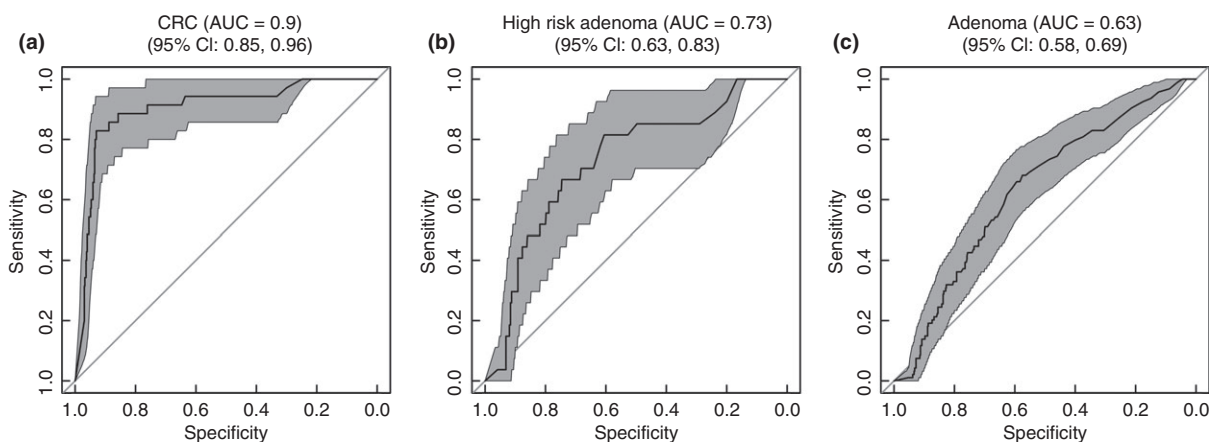 (a)
CRC (AUC = 0.9)
(95% CI: 0.85, 0.96)
1.0
0.8
0.6
0.4
0.2
1.0
Sensitivity
1.0 0.8 0.6 0.4 0.2 0.0
Specificity
(b)
High risk adenoma (AUC = 0.73)
(95% CI: 0.63, 0.83)
1.0
0.8
0.6
0.4
0.2
0.0
Sensitivity
1.0 0.8 0.6 0.4 0.2 0.0
Specificity
(c)
Adenoma (AUC = 0.63)
(95% CI: 0.58, 0.69)
1.0
0.8
0.6
0.4
0.2
0.0
Sensitivity
1.0 0.8 0.6 0.4 0.2 0.0
Specificity